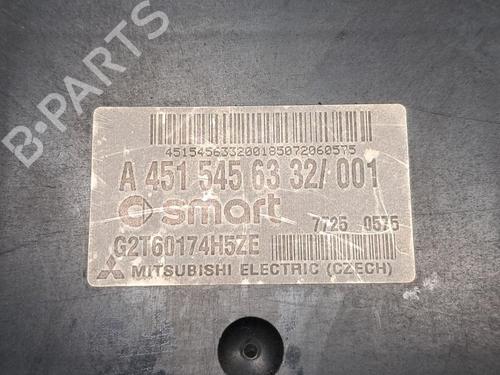 4515456332001850720605​75
A 451 545 63 32/ 001
smart
7725 0575
G2T60174H5ZE
MITSUBISHI ELECTRIC (CZECH)
B-PARTS